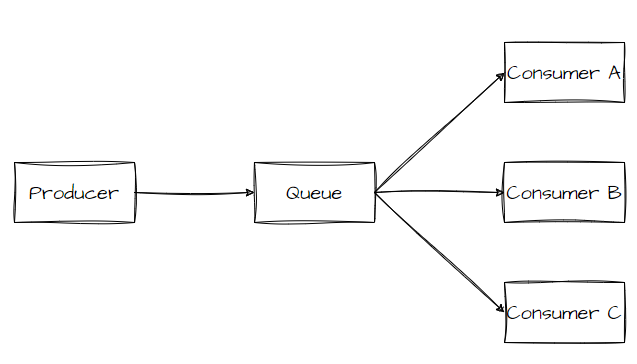 Consumer A
Producer
Queue
Consumer B
Consumer C